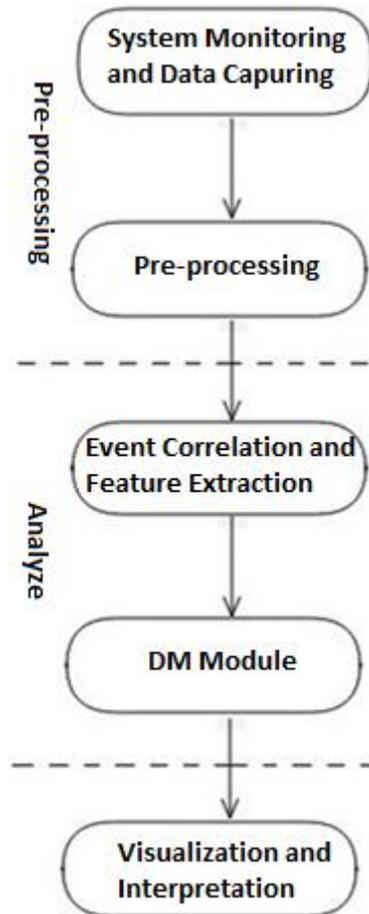 System Monitoring
and Data Capuring
Pre-processing
Pre-processing
Event Correlation and
Feature Extraction
Analyze
DM Module
Visualization and
Interpretation